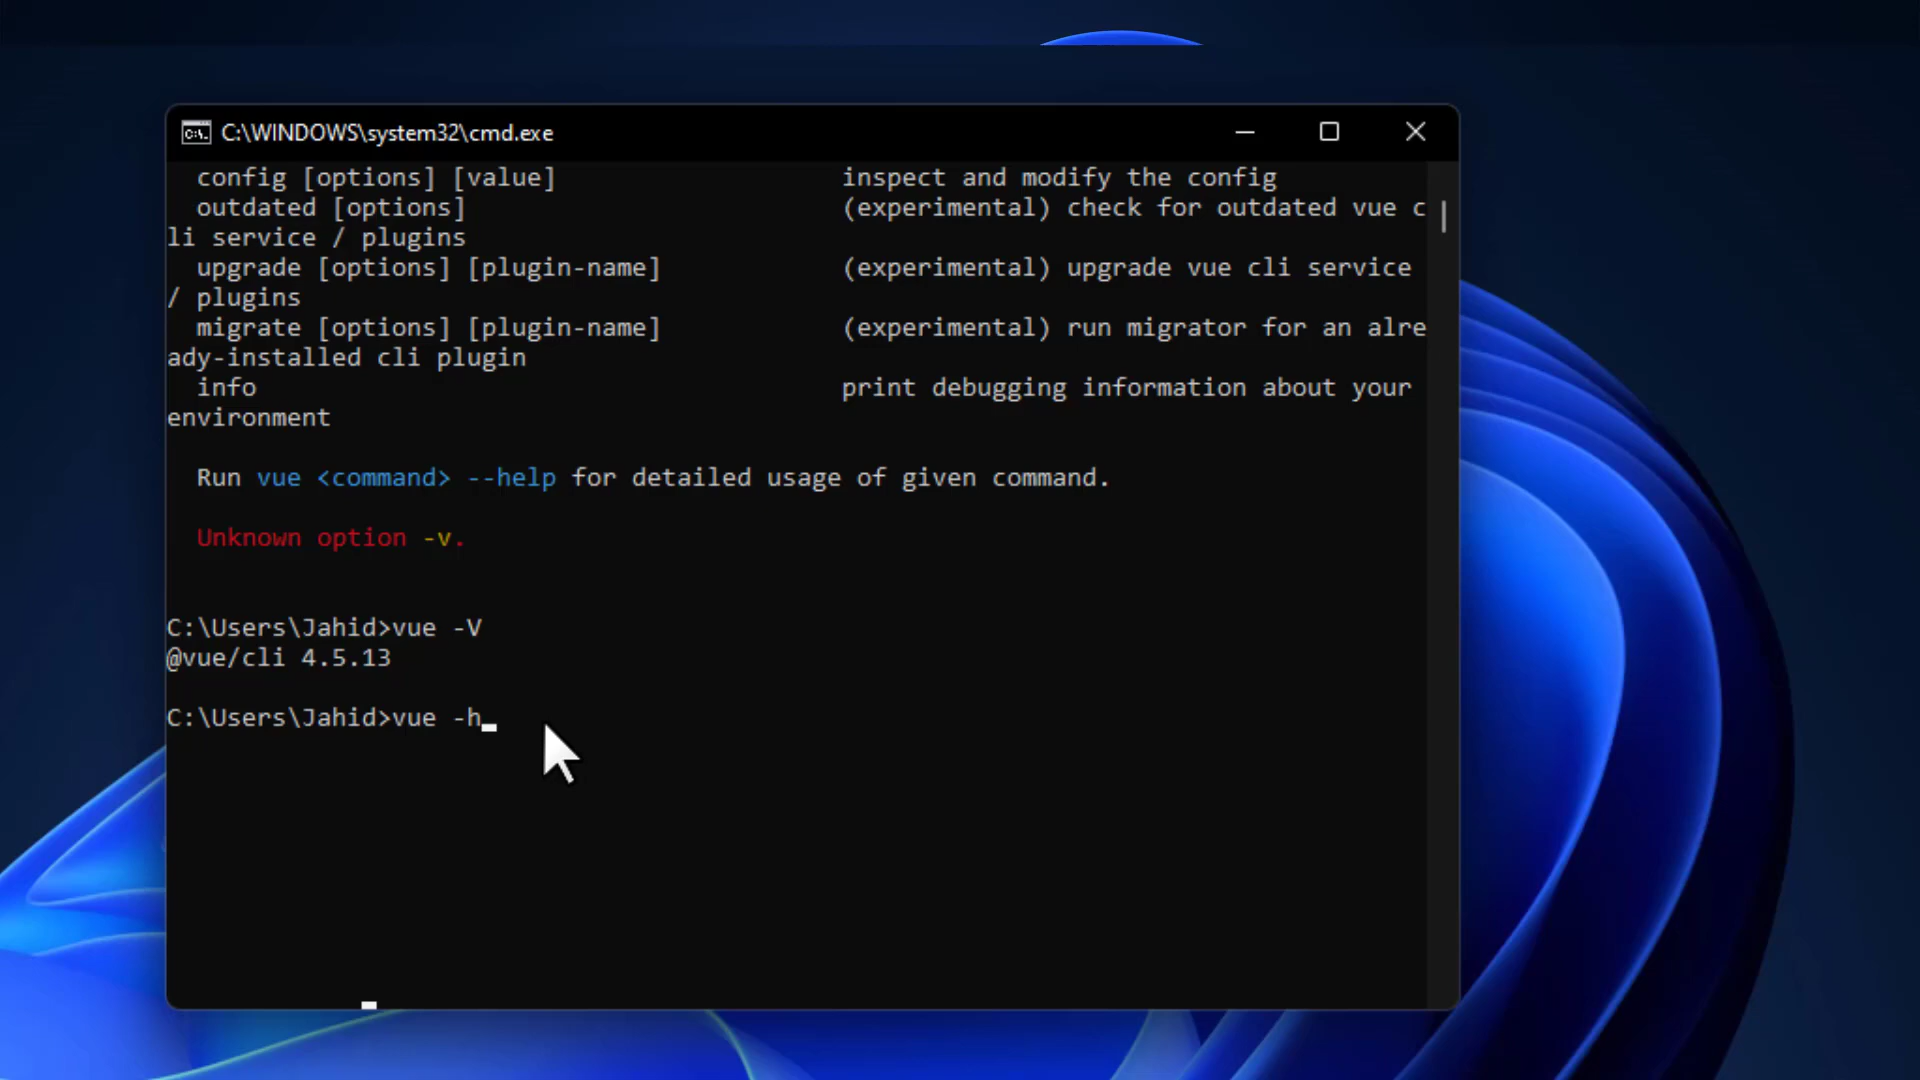 C:\WINDOWS\system32\cmd.exe
config [options] [value] inspect and modify the config
outdated [options] (experimental) check for outdated vue c
li service / plugins
upgrade [options] [plugin-name] (experimental) upgrade vue cli service
/ plugins
migrate [options] [plugin-name] (experimental) run migrator for an alre
ady-installed cli plugin
info print debugging information about your
environment
Run vue <command> --help for detailed usage of given command.
Unknown option -v.
C:\Users\Jahid>vue -V
@vue/cli 4.5.13
C:\Users\Jahid>vue -h